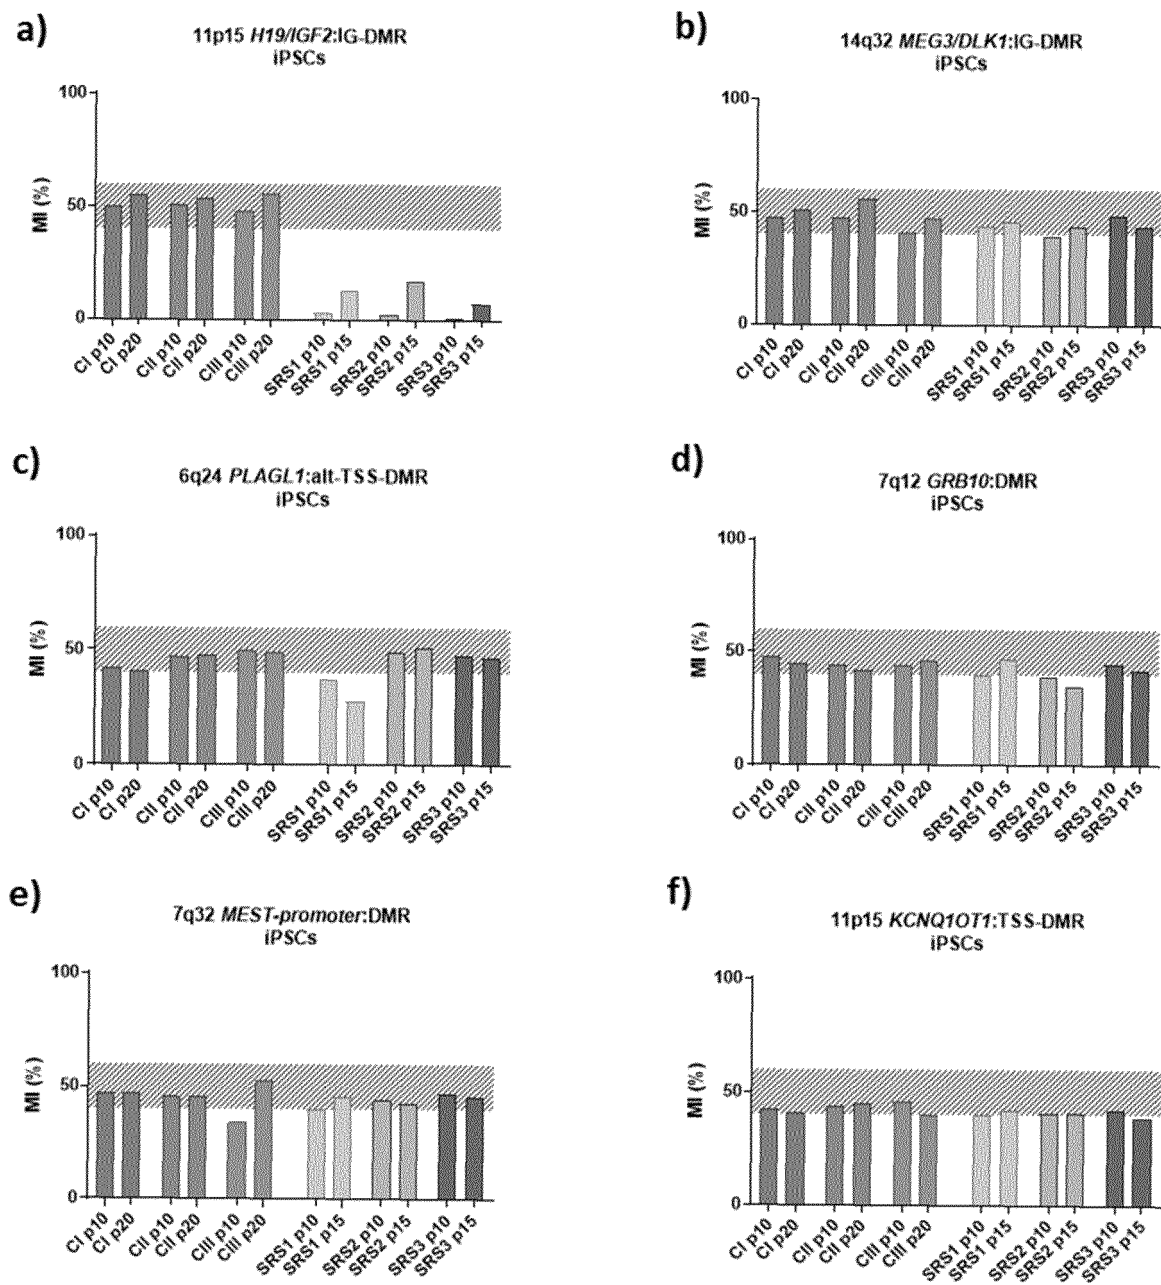 a)
11p15 H19/IGF2:IG-DMR
iPSCs
100
50
0
MI (%)
CI p10
CI p20
CII p10
CII p20
CIII p10
CIII p20
SRS1 p10
SRS1 p15
SRS2 p10
SRS2 p15
SRS3 p10
SRS3 p15
b)
14q32 MEG3/DLK1:IG-DMR
iPSCs
100
50
0
MI (%)
CI p10
CI p20
CII p10
CII p20
CIII p10
CIII p20
SRS1 p10
SRS1 p15
SRS2 p10
SRS2 p15
SRS3 p10
SRS3 p15
c)
6q24 PLAGL1:alt-TSS-DMR
iPSCs
100
50
0
MI (%)
CI p10
CI p20
CII p10
CII p20
CIII p10
CIII p20
SRS1 p10
SRS1 p15
SRS2 p10
SRS2 p15
SRS3 p10
SRS3 p15
d)
7q12 GRB10:DMR
iPSCs
100
50
0
MI (%)
CI p10
CI p20
CII p10
CII p20
CIII p10
CIII p20
SRS1 p10
SRS1 p15
SRS2 p10
SRS2 p15
SRS3 p10
SRS3 p15
e)
7q32 MEST-promoter:DMR
iPSCs
100
50
0
MI (%)
CI p10
CI p20
CII p10
CII p20
CIII p10
CIII p20
SRS1 p10
SRS1 p15
SRS2 p10
SRS2 p15
SRS3 p10
SRS3 p15
f)
11p15 KCNQ1OT1:TSS-DMR
iPSCs
100
50
0
MI (%)
CI p10
CI p20
CII p10
CII p20
CIII p10
CIII p20
SRS1 p10
SRS1 p15
SRS2 p10
SRS2 p15
SRS3 p10
SRS3 p15